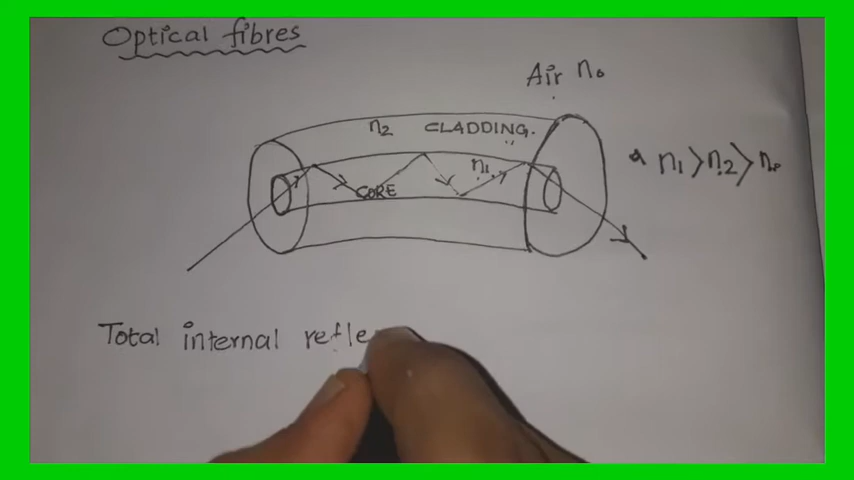 Optical fibres
Air n₀
n₂ CLADDING.
n₁
CORE
n₁ > n₂ > n₀
Total internal refle